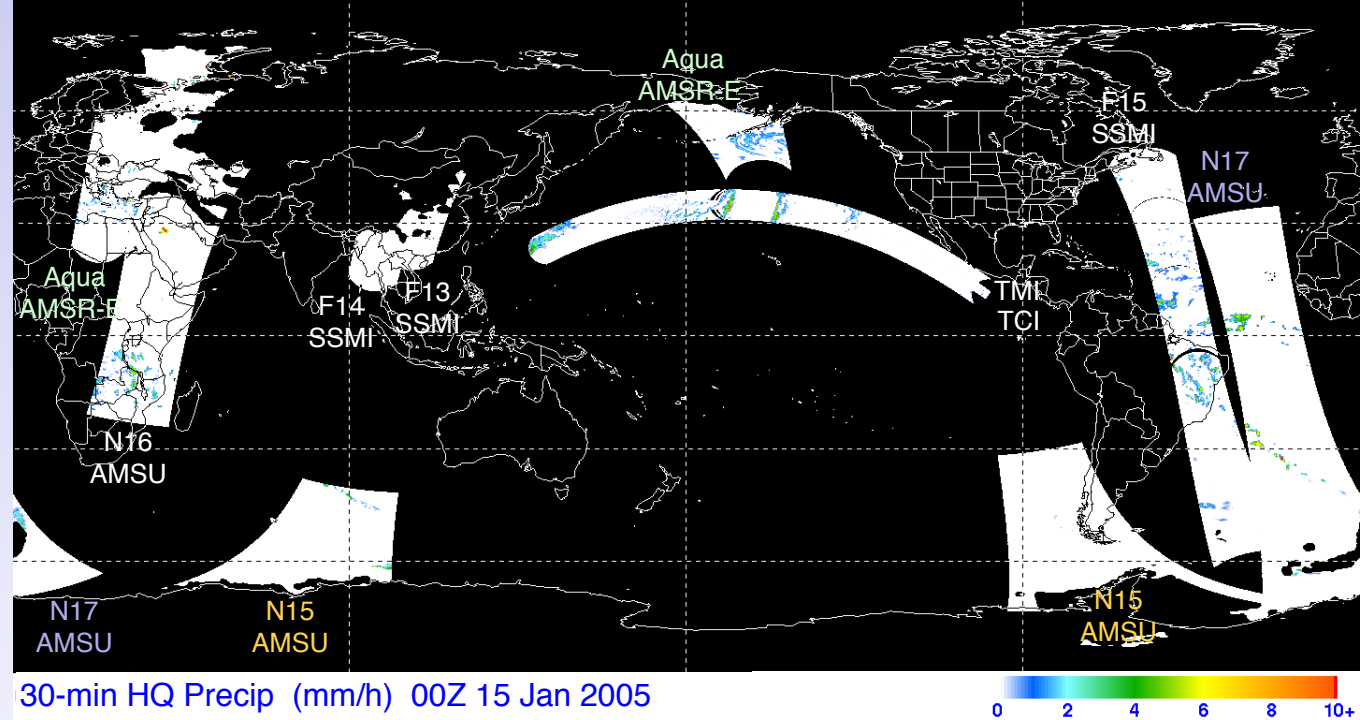 Aqua
AMSR-E
F15
SSMI
N17
AMSU
Aqua
AMSR-E
F14
SSMI
F13
SSMI
TMI
TCI
N16
AMSU
N17
AMSU
N15
AMSU
N15
AMSU
30-min HQ Precip (mm/h) 00Z 15 Jan 2005
0 2 4 6 8 10+